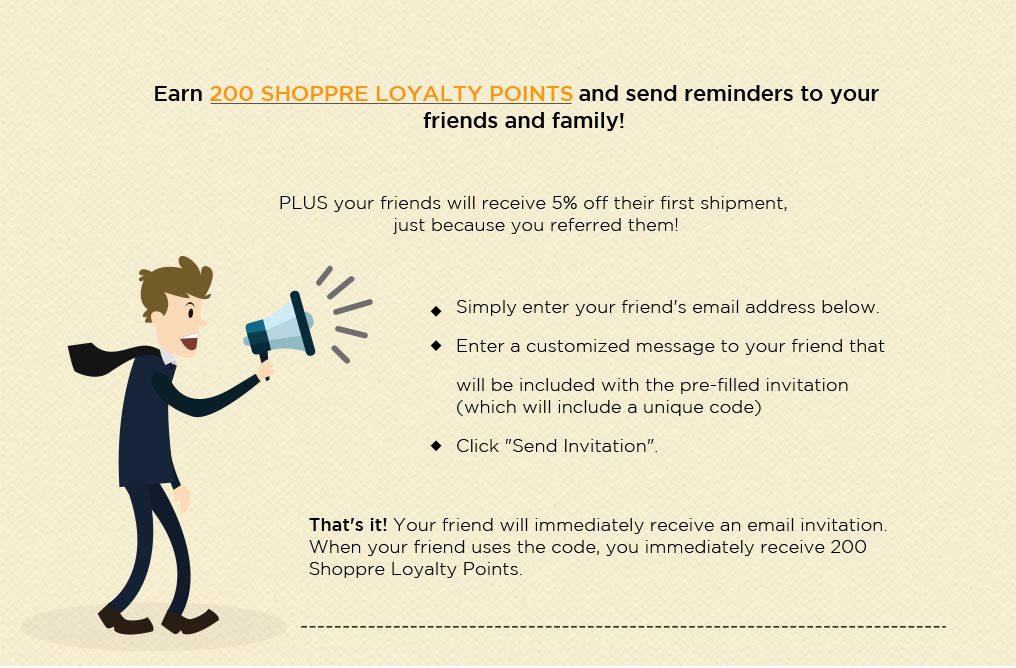 Earn 200 SHOPPRE LOYALTY POINTS and send reminders to your
friends and family!
PLUS your friends will receive 5% off their first shipment,
just because you referred them!
Simply enter your friend's email address below.
Enter a customized message to your friend that
will be included with the pre-filled invitation
(which will include a unique code)
Click "Send Invitation".
That's it! Your friend will immediately receive an email invitation.
When your friend uses the code, you immediately receive 200
Shoppre Loyalty Points.